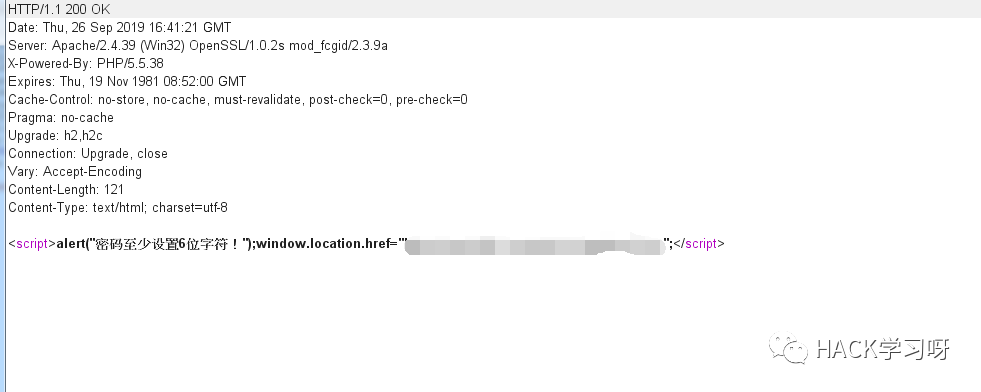 HTTP/1.1 200 OK
Date: Thu, 26 Sep 2019 16:41:21 GMT
Server: Apache/2.4.39 (Win32) OpenSSL/1.0.2s mod_fcgid/2.3.9a
X-Powered-By: PHP/5.5.38
Expires: Thu, 19 Nov 1981 08:52:00 GMT
Cache-Control: no-store, no-cache, must-revalidate, post-check=0, pre-check=0
Pragma: no-cache
Upgrade: h2,h2c
Connection: Upgrade, close
Vary: Accept-Encoding
Content-Length: 121
Content-Type: text/html; charset=utf-8
<script>alert("密码至少设置6位字符！");window.location.href="";</script>
HACK学习呀